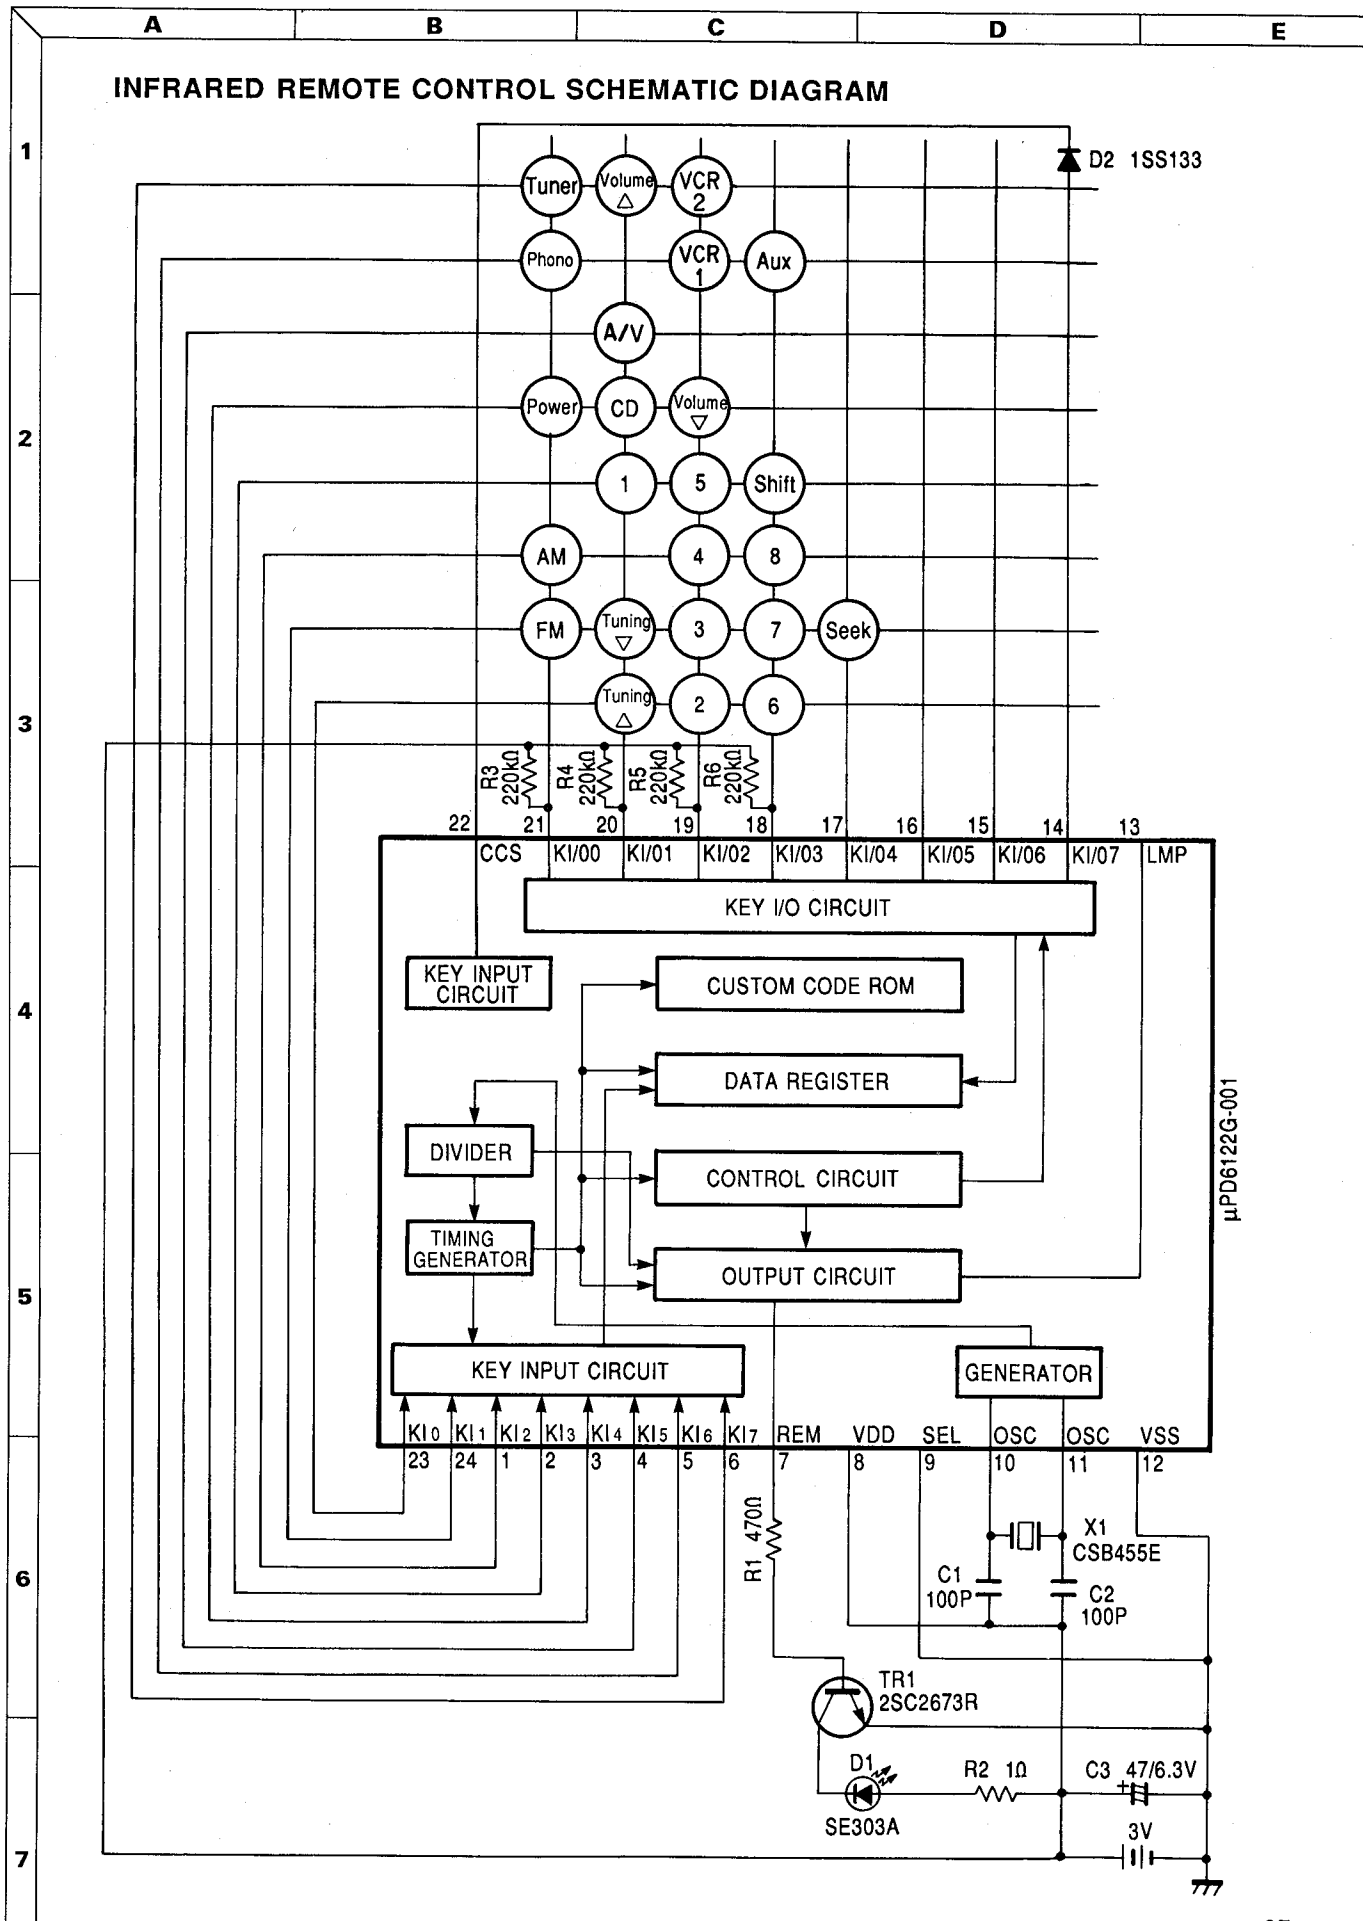 A B C D E
INFRARED REMOTE CONTROL SCHEMATIC DIAGRAM
1
D2 1SS133
Tuner
Volume
△
VCR
2
Phono
VCR
1
Aux
A/V
2
Power
CD
Volume
▽
1
5
Shift
AM
4
8
FM
Tuning
▽
3
7
Seek
3
Tuning
△
2
6
R3
220kΩ
R4
220kΩ
R5
220kΩ
R6
220kΩ
22 21 20 19 18 17 16 15 14 13
CCS KI/00 KI/01 KI/02 KI/03 KI/04 KI/05 KI/06 KI/07 LMP
KEY I/O CIRCUIT
4
KEY INPUT
CIRCUIT
CUSTOM CODE ROM
DATA REGISTER
µPD6122G-001
DIVIDER
CONTROL CIRCUIT
TIMING
GENERATOR
OUTPUT CIRCUIT
5
KEY INPUT CIRCUIT
GENERATOR
KI0 KI1 KI2 KI3 KI4 KI5 KI6 KI7 REM VDD SEL OSC OSC VSS
23 24 1 2 3 4 5 6 7 8 9 10 11 12
R1 470Ω
X1
CSB455E
6
C1
100P
C2
100P
TR1
2SC2673R
D1
SE303A
R2 1Ω
C3 47/6.3V
+
3V
7